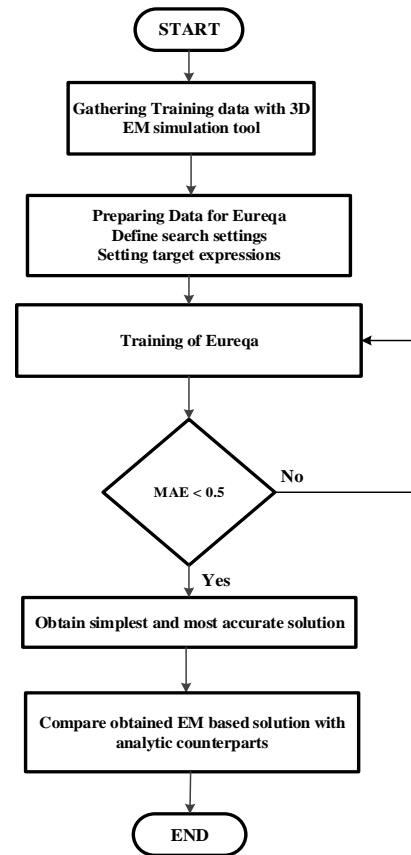 START
Gathering Training data with 3D
EM simulation tool
Preparing Data for Eureqa
Define search settings
Setting target expressions
Training of Eureqa
MAE < 0.5
No
Yes
Obtain simplest and most accurate solution
Compare obtained EM based solution with
analytic counterparts
END